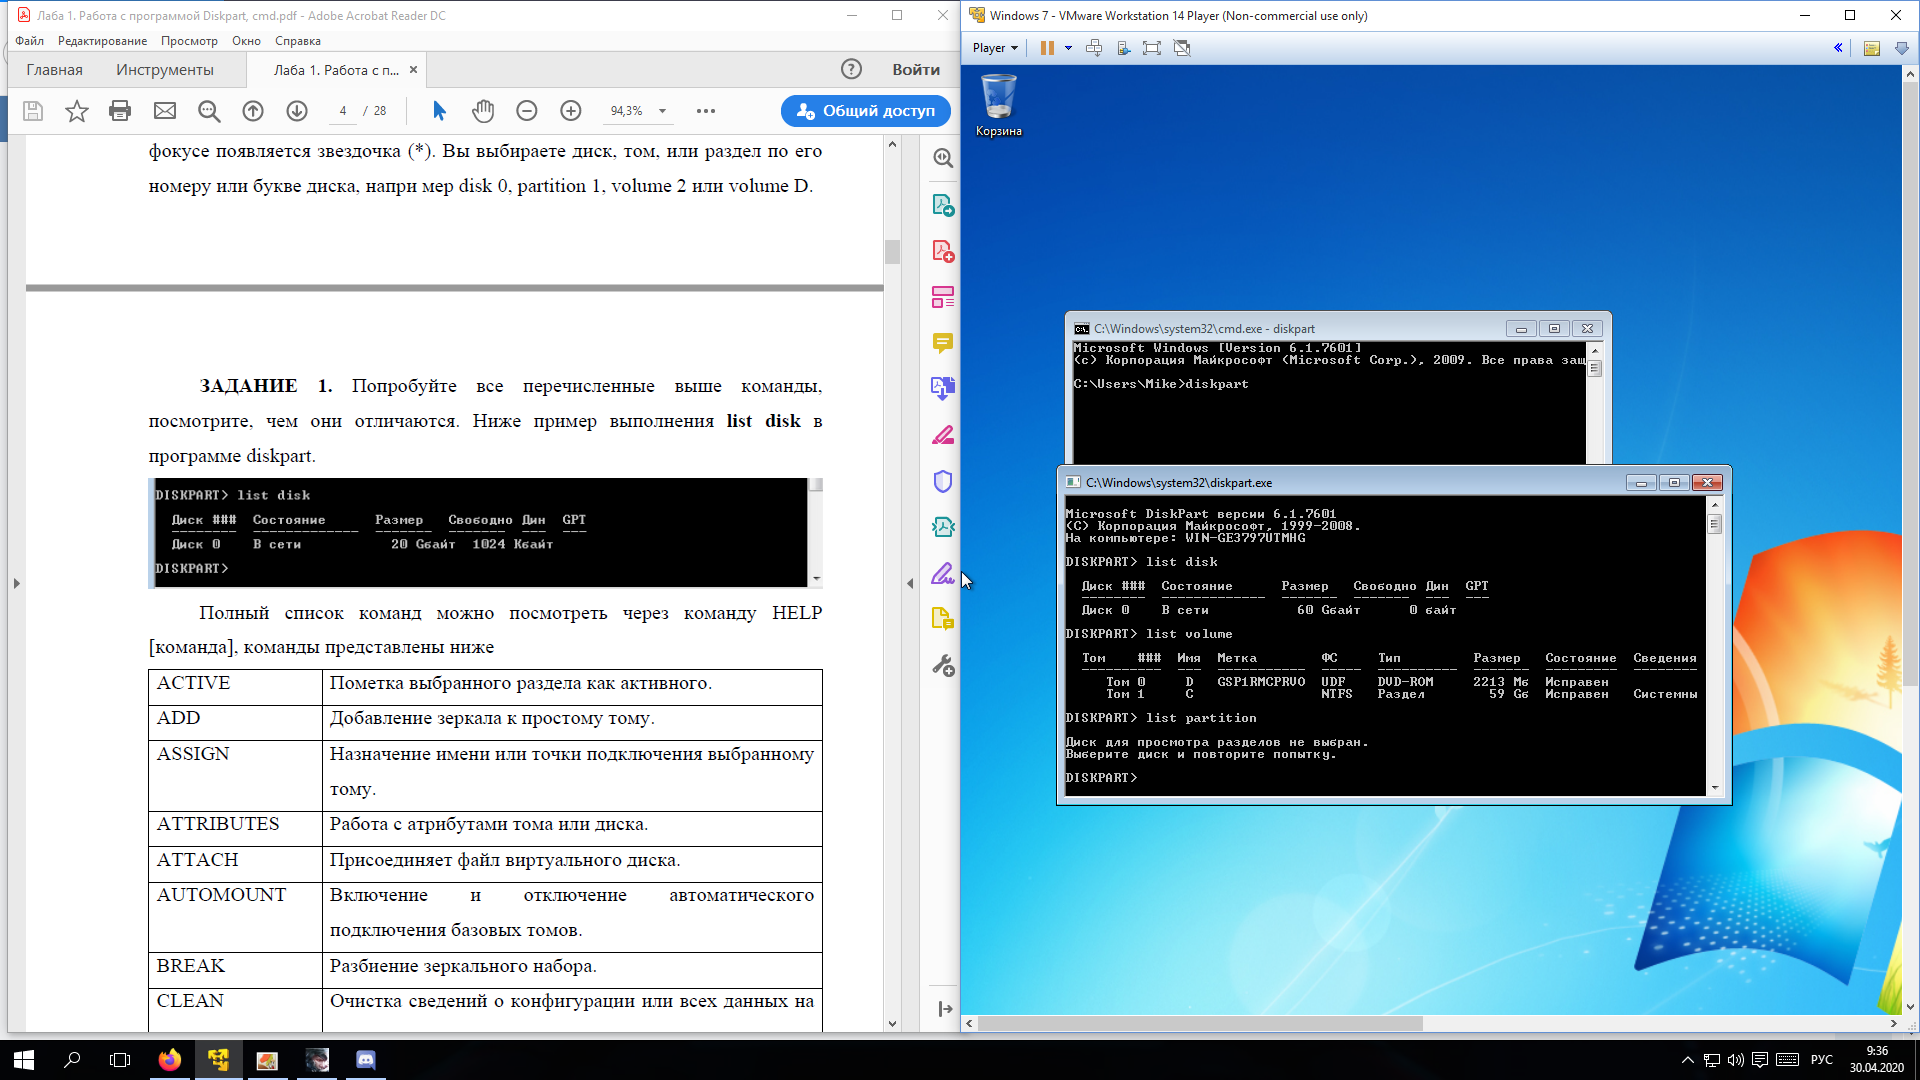 Лаба 1. Работа с программой Diskpart, cmd.pdf - Adobe Acrobat Reader DC
Файл Редактирование Просмотр Окно Справка
Главная Инструменты Лаба 1. Работа с п... × ? Войти
4 / 28 94,3% Общий доступ
фокусе появляется звездочка (*). Вы выбираете диск, том, или раздел по его
номеру или букве диска, напри мер disk 0, partition 1, volume 2 или volume D.
ЗАДАНИЕ 1. Попробуйте все перечисленные выше команды,
посмотрите, чем они отличаются. Ниже пример выполнения list disk в
программе diskpart.
DISKPART> list disk
Диск ### Состояние Размер Свободно Дин GPT
Диск 0 В сети 20 Gбайт 1024 Kбайт
DISKPART>
Полный список команд можно посмотреть через команду HELP
[команда], команды представлены ниже
ACTIVE Пометка выбранного раздела как активного.
ADD Добавление зеркала к простому тому.
ASSIGN Назначение имени или точки подключения выбранному
тому.
ATTRIBUTES Работа с атрибутами тома или диска.
ATTACH Присоединяет файл виртуального диска.
AUTOMOUNT Включение и отключение автоматического
подключения базовых томов.
BREAK Разбиение зеркального набора.
CLEAN Очистка сведений о конфигурации или всех данных на
Windows 7 - VMware Workstation 14 Player (Non-commercial use only)
Player
Корзина
C:\Windows\system32\cmd.exe - diskpart
Microsoft Windows [Version 6.1.7601]
(c) Корпорация Майкрософт (Microsoft Corp.), 2009. Все права защ
C:\Users\Mike>diskpart
C:\Windows\system32\diskpart.exe
Microsoft DiskPart версии 6.1.7601
(C) Корпорация Майкрософт, 1999-2008.
На компьютере: WIN-GE3797UTMHG
DISKPART> list disk
Диск ### Состояние Размер Свободно Дин GPT
Диск 0 В сети 60 Gбайт 0 байт
DISKPART> list volume
Том ### Имя Метка ФС Тип Размер Состояние Сведения
Том 0 D GSP1RMCPRVO UDF DVD-ROM 2213 Mб Исправен
Том 1 C NTFS Раздел 59 Gб Исправен Системны
DISKPART> list partition
Диск для просмотра разделов не выбран.
Выберите диск и повторите попытку.
DISKPART>
РУС
9:36
30.04.2020